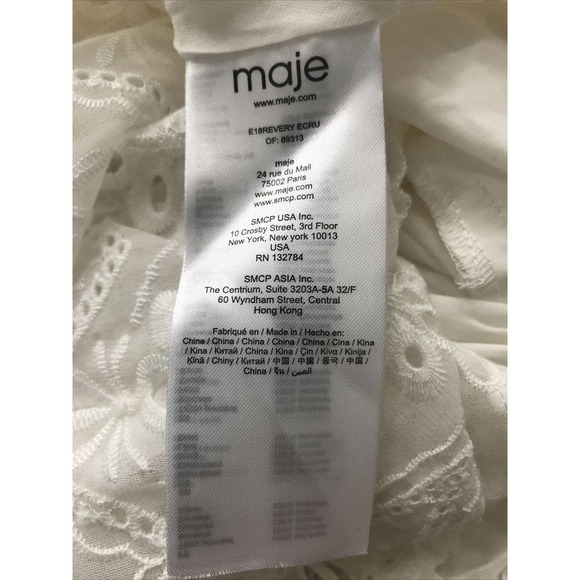 maje
www.maje.com
E18REVERY ECRU
OF: 89313
maje
24 rue du Mail
75002 Paris
www.maje.com
www.smcp.com
SMCP USA Inc.
10 Crosby Street, 3rd Floor
New York, New york 10013
USA
RN 132784
SMCP ASIA Inc.
The Centrium, Suite 3203A-5A 32/F
60 Wyndham Street, Central
Hong Kong
Fabriqué en / Made in / Hecho en:
Chine / China / China / China / China / Cina / Kina
/ Kina / Китай / China / Kina / Çin / Κίνα / Kinija /
Ķīnā / Chiny / Китай / 中国 / 中國 / 중국 / 中国 /
China / จีน / الصين